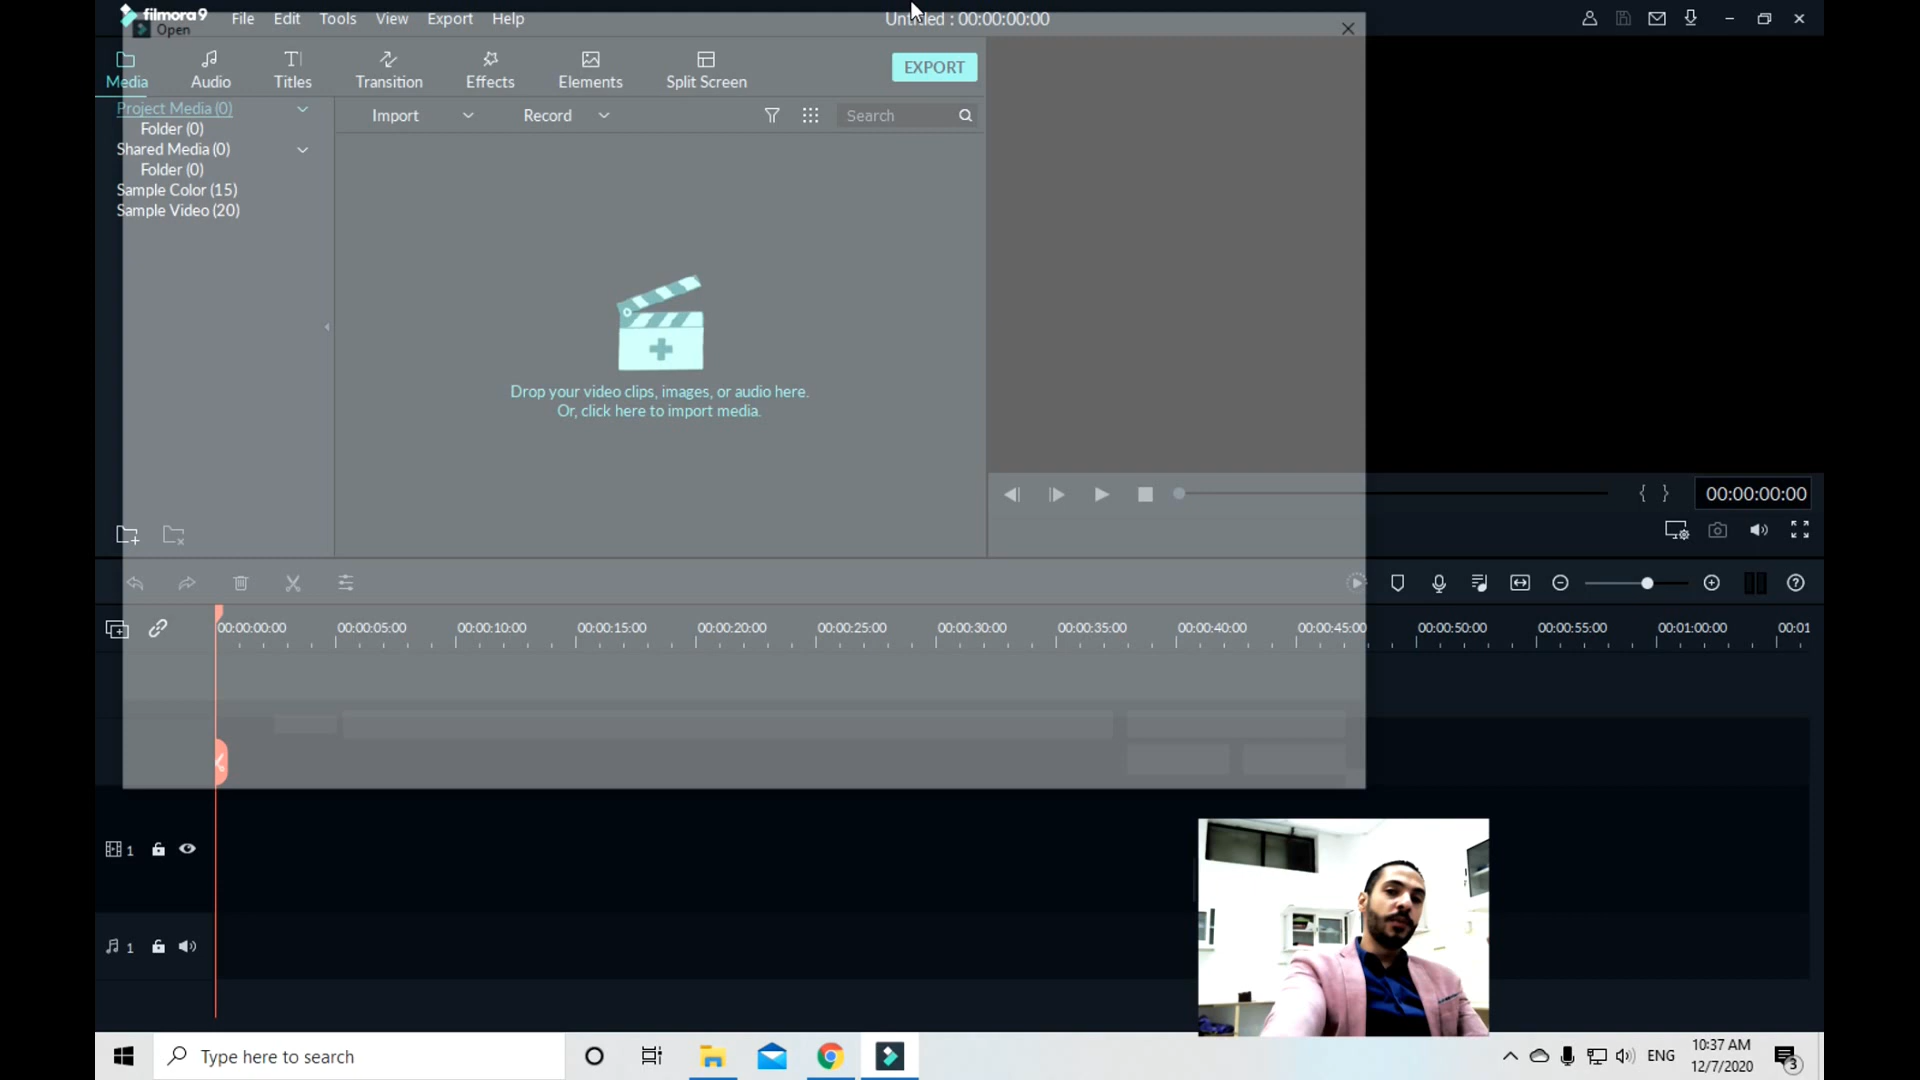 filmora9 File Edit Tools View Export Help Untitled : 00:00:00:00
Open
Media Audio Titles Transition Effects Elements Split Screen EXPORT
Project Media (0)
Folder (0)
Shared Media (0)
Folder (0)
Sample Color (15)
Sample Video (20)
Import Record Search
Drop your video clips, images, or audio here.
Or, click here to import media.
{ } 00:00:00:00
00:00:00:00 00:00:05:00 00:00:10:00 00:00:15:00 00:00:20:00 00:00:25:00 00:00:30:00 00:00:35:00 00:00:40:00 00:00:45:00 00:00:50:00 00:00:55:00 00:01:00:00 00:01
1
1
Type here to search
ENG
10:37 AM
12/7/2020
3